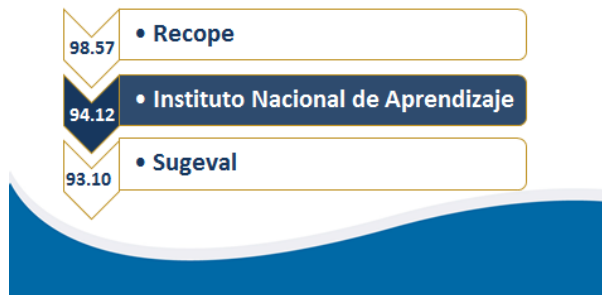 98.57 • Recope
94.12 • Instituto Nacional de Aprendizaje
93.10 • Sugeval